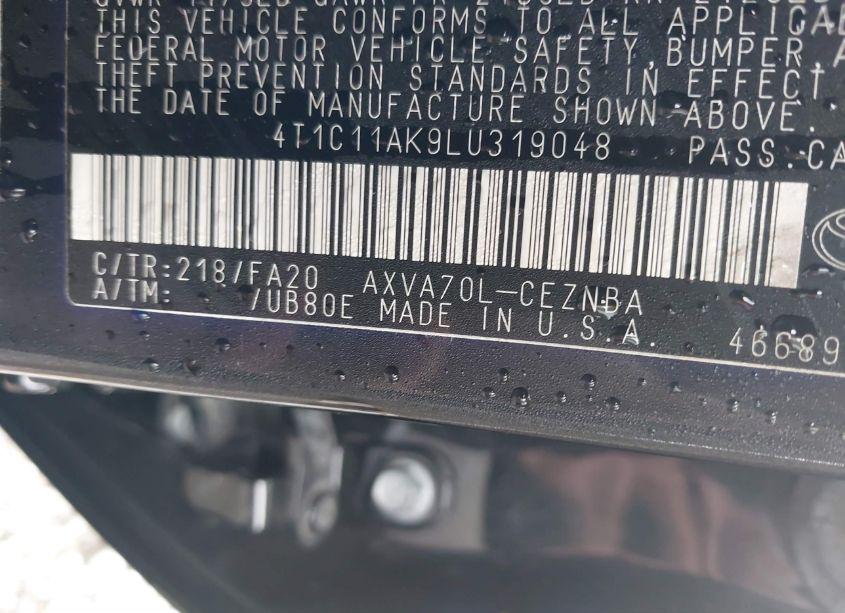 THIS VEHICLE CONFORMS TO ALL APPLICAB
FEDERAL MOTOR VEHICLE SAFETY, BUMPER, A
THEFT PREVENTION STANDARDS IN EFFECT
THE DATE OF MANUFACTURE SHOWN ABOVE.
4T1C11AK9LU319048 PASS.CA
C/TR:218/FA20 AXVA70L-CEZNBA
A/TM: /UB80E MADE IN U.S.A. 46689